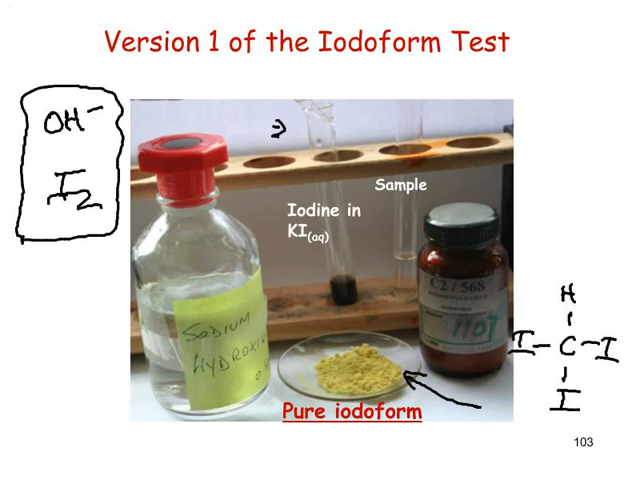 Version 1 of the Iodoform Test
OH⁻
I₂
Sample
Iodine in
KI(aq)
C2 / 568
1107
SODIUM
HYDROXI
Pure iodoform
H
I - C - I
I
103